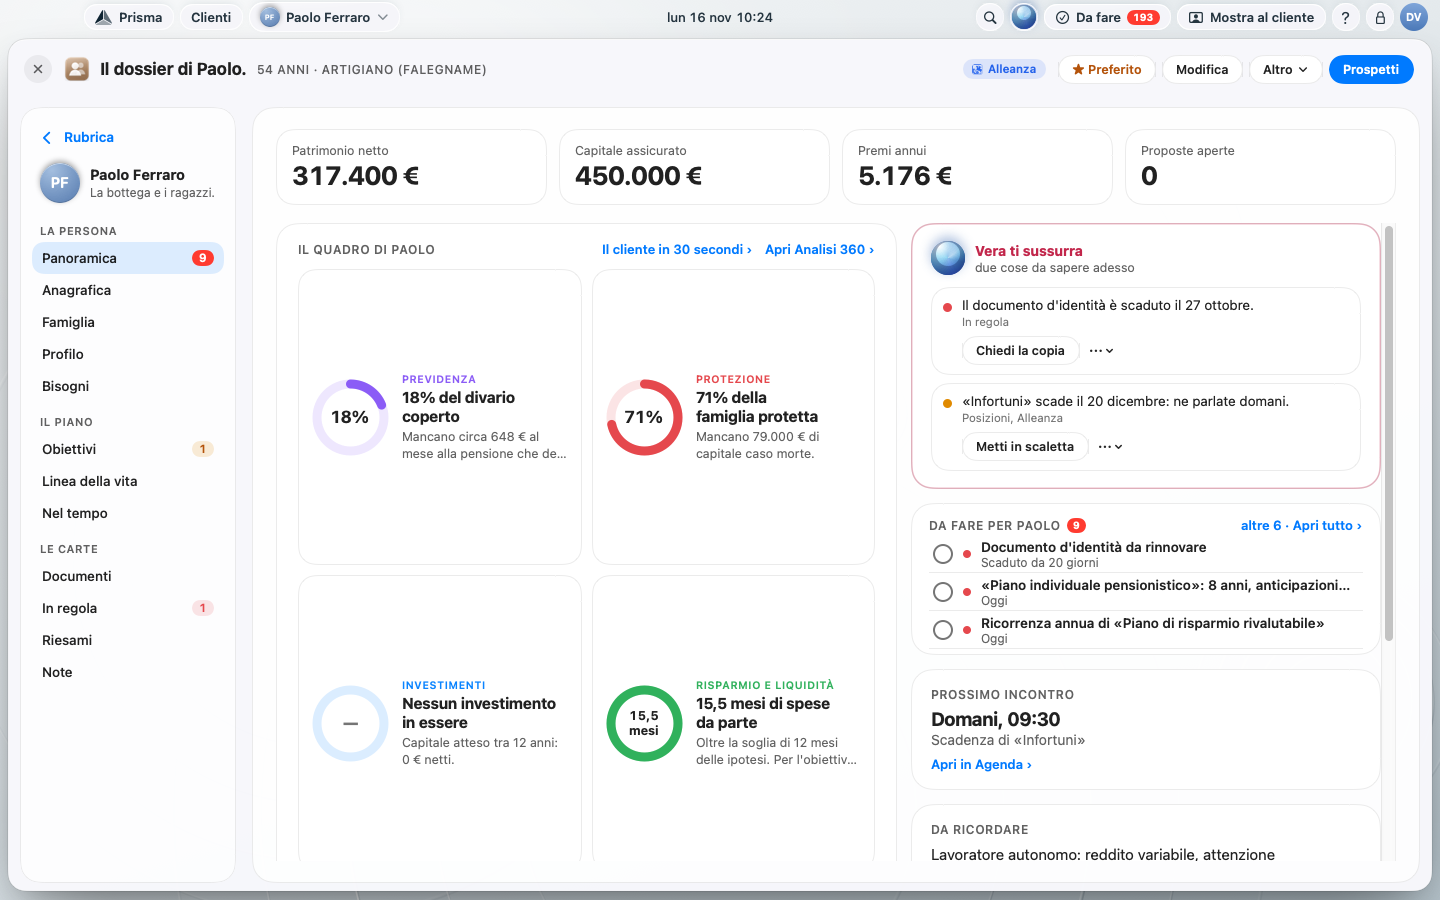 Prisma
Clienti
PF
Paolo Ferraro
lun 16 nov 10:24
Da fare 193
Mostra al cliente
?
DV
Il dossier di Paolo.
54 ANNI · ARTIGIANO (FALEGNAME)
Alleanza
Preferito
Modifica
Altro
Prospetti
Rubrica
PF
Paolo Ferraro
La bottega e i ragazzi.
LA PERSONA
Panoramica 9
Anagrafica
Famiglia
Profilo
Bisogni
IL PIANO
Obiettivi 1
Linea della vita
Nel tempo
LE CARTE
Documenti
In regola 1
Riesami
Note
Patrimonio netto
317.400 €
Capitale assicurato
450.000 €
Premi annui
5.176 €
Proposte aperte
0
IL QUADRO DI PAOLO
Il cliente in 30 secondi ›
Apri Analisi 360 ›
18%
PREVIDENZA
18% del divario
coperto
Mancano circa 648 € al
mese alla pensione che de...
71%
PROTEZIONE
71% della
famiglia protetta
Mancano 79.000 € di
capitale caso morte.
–
INVESTIMENTI
Nessun investimento
in essere
Capitale atteso tra 12 anni:
0 € netti.
15,5
mesi
RISPARMIO E LIQUIDITÀ
15,5 mesi di spese
da parte
Oltre la soglia di 12 mesi
delle ipotesi. Per l'obiettiv...
Vera ti sussurra
due cose da sapere adesso
Il documento d'identità è scaduto il 27 ottobre.
In regola
Chiedi la copia
«Infortuni» scade il 20 dicembre: ne parlate domani.
Posizioni, Alleanza
Metti in scaletta
DA FARE PER PAOLO 9
altre 6 · Apri tutto ›
Documento d'identità da rinnovare
Scaduto da 20 giorni
«Piano individuale pensionistico»: 8 anni, anticipazioni...
Oggi
Ricorrenza annua di «Piano di risparmio rivalutabile»
Oggi
PROSSIMO INCONTRO
Domani, 09:30
Scadenza di «Infortuni»
Apri in Agenda ›
DA RICORDARE
Lavoratore autonomo: reddito variabile, attenzione